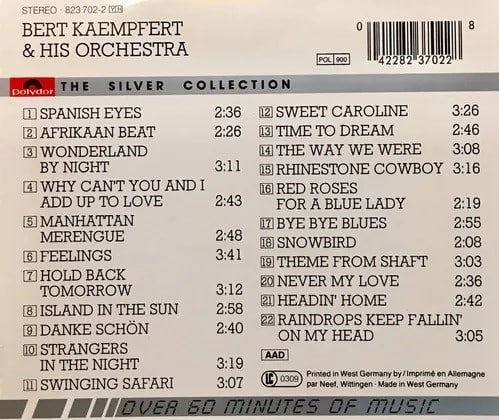 STEREO · 823 702-2 YH
BERT KAEMPFERT
& HIS ORCHESTRA
POL 900
0 42282 37022 8
Polydor THE SILVER COLLECTION
1 SPANISH EYES 2:36
2 AFRIKAAN BEAT 2:26
3 WONDERLAND
BY NIGHT 3:11
4 WHY CAN'T YOU AND I
ADD UP TO LOVE 2:43
5 MANHATTAN
MERENGUE 2:48
6 FEELINGS 3:41
7 HOLD BACK
TOMORROW 3:12
8 ISLAND IN THE SUN 2:58
9 DANKE SCHÖN 2:40
10 STRANGERS
IN THE NIGHT 3:19
11 SWINGING SAFARI 3:07
12 SWEET CAROLINE 3:26
13 TIME TO DREAM 2:46
14 THE WAY WE WERE 3:08
15 RHINESTONE COWBOY 3:16
16 RED ROSES
FOR A BLUE LADY 2:19
17 BYE BYE BLUES 2:55
18 SNOWBIRD 2:08
19 THEME FROM SHAFT 3:03
20 NEVER MY LOVE 2:36
21 HEADIN' HOME 2:42
22 RAINDROPS KEEP FALLIN'
ON MY HEAD 3:05
AAD
LC 0309
Printed in West Germany by / Imprimé en Allemagne
par Neef, Wittingen · Made in West Germany
OVER 60 MINUTES OF MUSIC